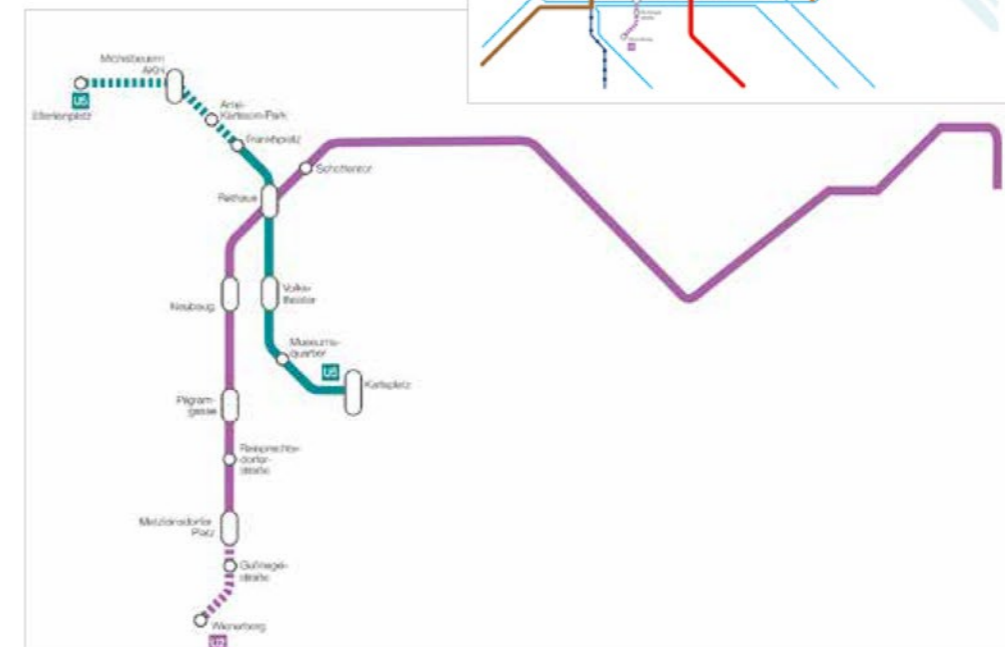 Michelbeuern
AKH
U5
Elterleinplatz
Arne-
Karlsson-Park
Frankhplatz
Schottentor
Rathaus
Neubaug.
Volks-
theater
Museums-
quartier
U5
Karlsplatz
Pilgram-
gasse
Reinprechts-
dorfer
straße
Matzleinsdorfer
Platz
Gußriegel-
straße
Wienerberg
U2